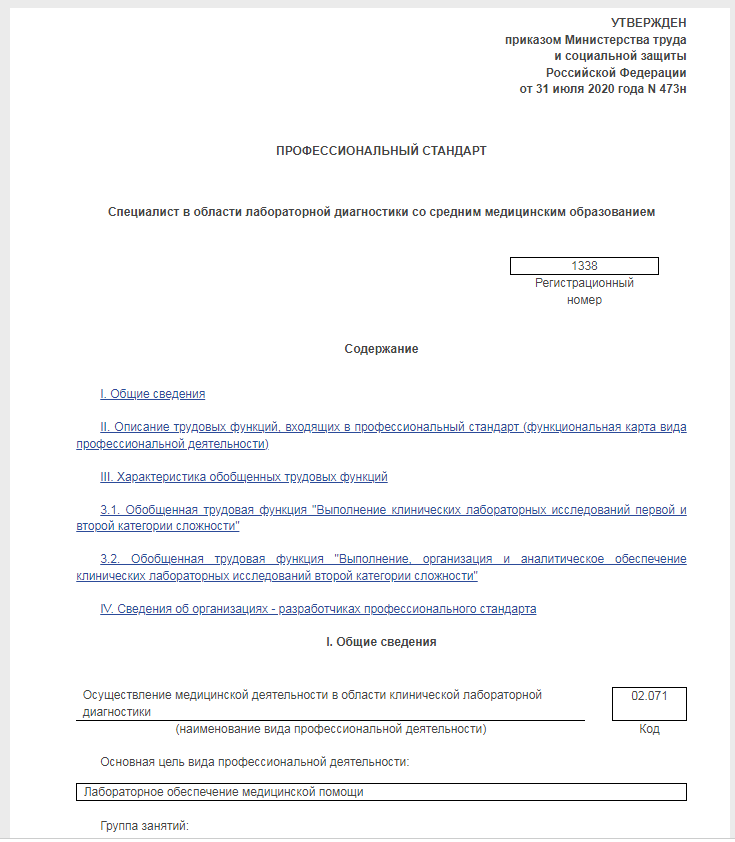 УТВЕРЖДЕН
приказом Министерства труда
и социальной защиты
Российской Федерации
от 31 июля 2020 года N 473н
ПРОФЕССИОНАЛЬНЫЙ СТАНДАРТ
Специалист в области лабораторной диагностики со средним медицинским образованием
1338
Регистрационный
номер
Содержание
I. Общие сведения
II. Описание трудовых функций, входящих в профессиональный стандарт (функциональная карта вида
профессиональной деятельности)
III. Характеристика обобщенных трудовых функций
3.1. Обобщенная трудовая функция "Выполнение клинических лабораторных исследований первой и
второй категории сложности"
3.2. Обобщенная трудовая функция "Выполнение, организация и аналитическое обеспечение
клинических лабораторных исследований второй категории сложности"
IV. Сведения об организациях - разработчиках профессионального стандарта
I. Общие сведения
Осуществление медицинской деятельности в области клинической лабораторной
диагностики
02.071
(наименование вида профессиональной деятельности)
Код
Основная цель вида профессиональной деятельности:
Лабораторное обеспечение медицинской помощи
Группа занятий: